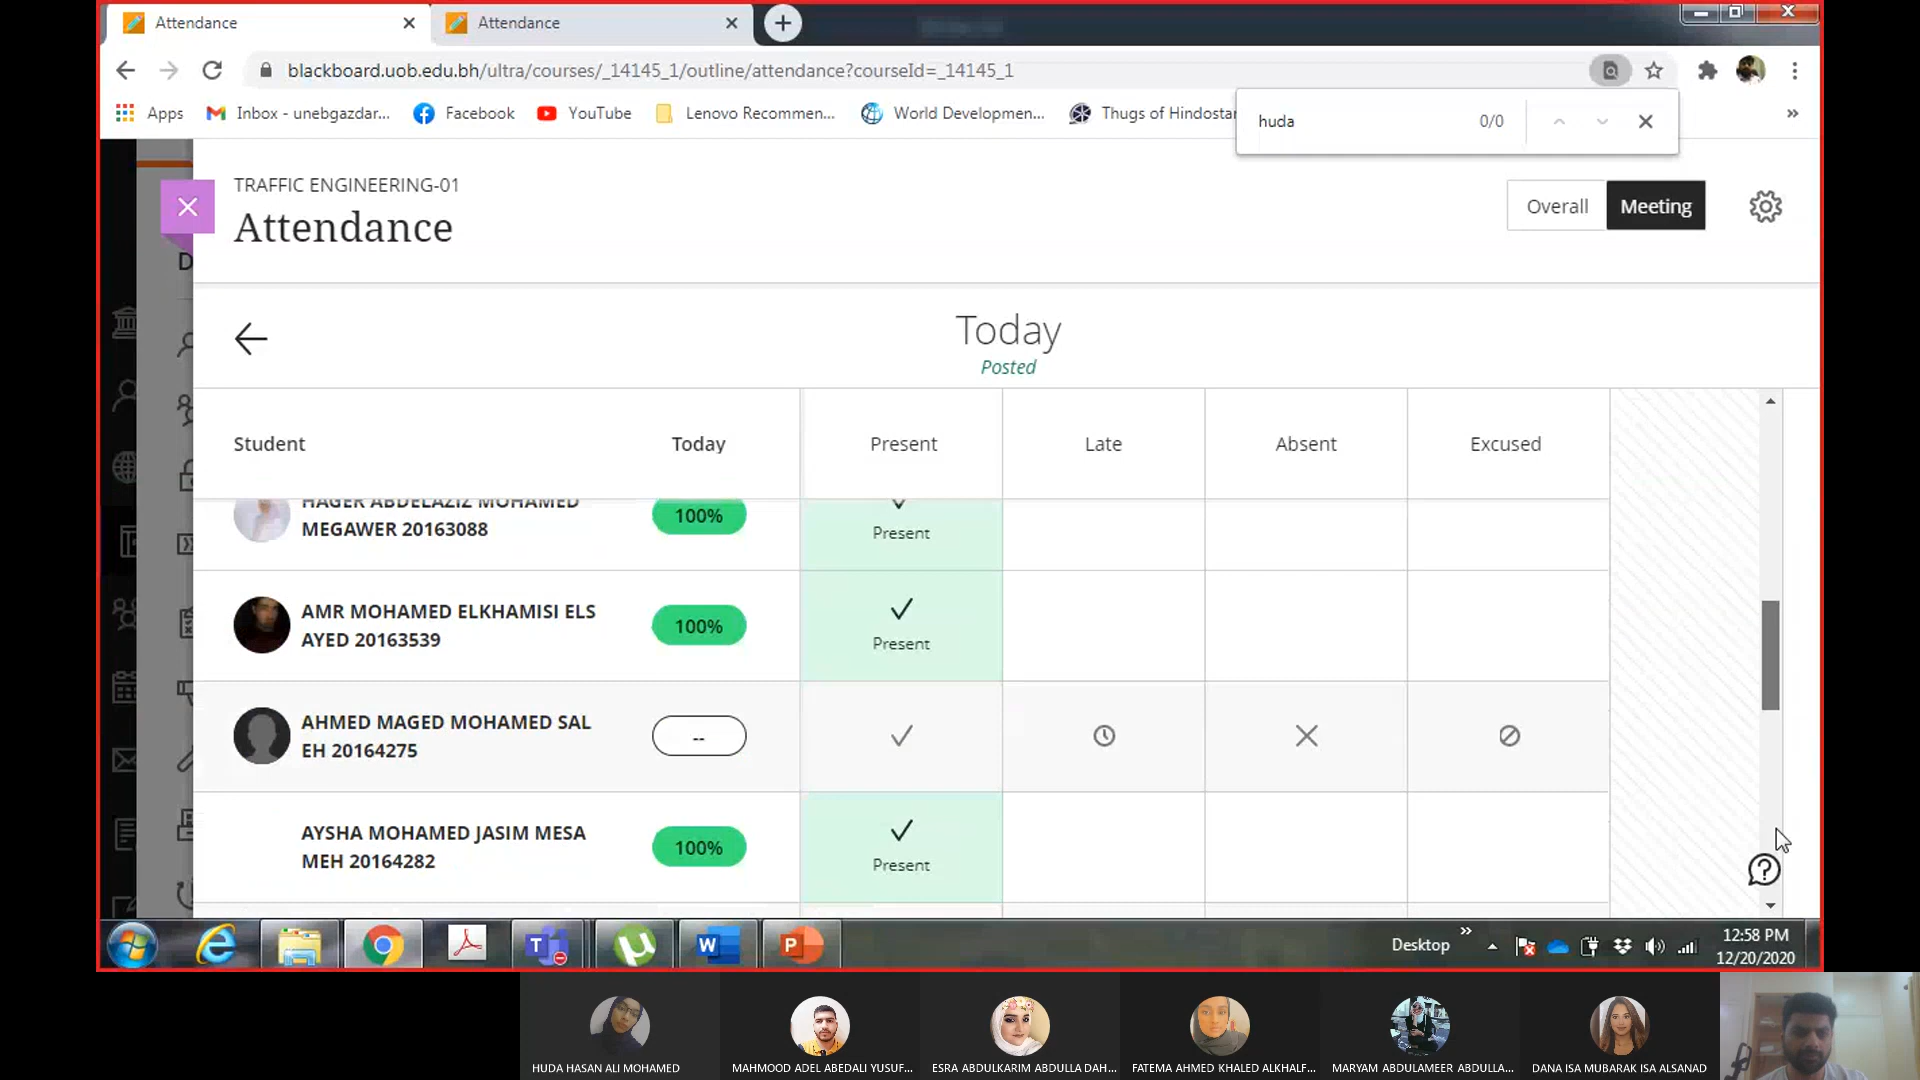 Attendance
Attendance
blackboard.uob.edu.bh/ultra/courses/_14145_1/outline/attendance?courseId=_14145_1
Apps
Inbox - unebgazdar...
Facebook
YouTube
Lenovo Recommen...
World Developmen...
Thugs of Hindostan
»
huda
0/0
TRAFFIC ENGINEERING-01
Attendance
Overall
Meeting
D
Today
Posted
Student
Today
Present
Late
Absent
Excused
HAGER ABDELAZIZ MOHAMED
MEGAWER 20163088
100%
Present
AMR MOHAMED ELKHAMISI ELS
AYED 20163539
100%
Present
AHMED MAGED MOHAMED SAL
EH 20164275
--
AYSHA MOHAMED JASIM MESA
MEH 20164282
100%
Present
Desktop
»
12:58 PM
12/20/2020
HUDA HASAN ALI MOHAMED
MAHMOOD ADEL ABEDALI YUSUF...
ESRA ABDULKARIM ABDULLA DAH...
FATEMA AHMED KHALED ALKHALF...
MARYAM ABDULAMEER ABDULLA...
DANA ISA MUBARAK ISA ALSANAD